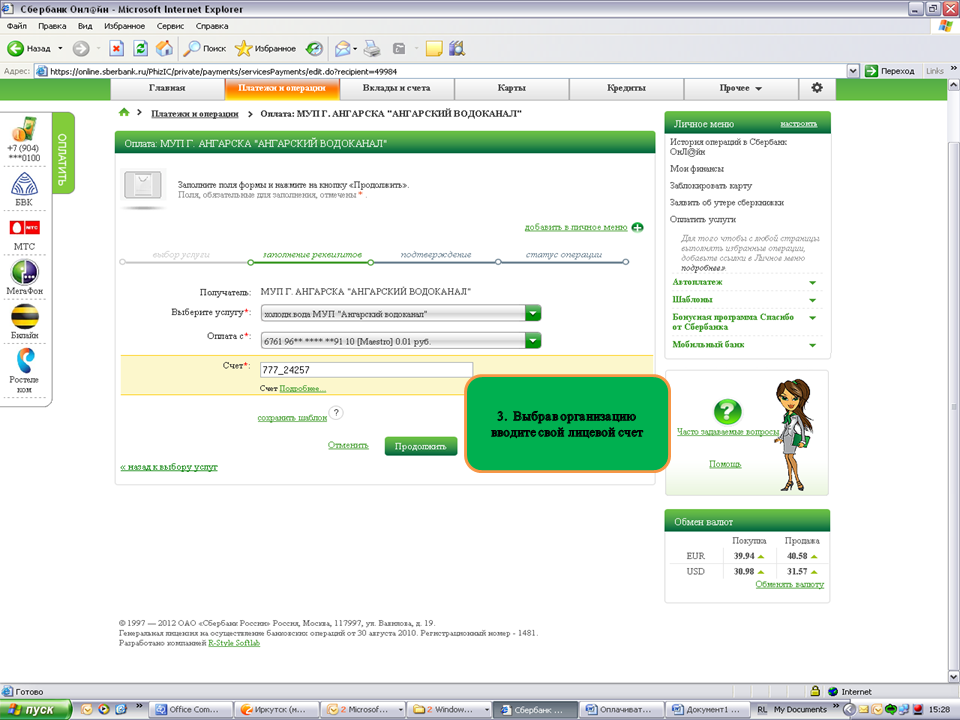 Сбербанк Онл@йн - Microsoft Internet Explorer
Файл Правка Вид Избранное Сервис Справка
Назад Поиск Избранное
Адрес: https://online.sberbank.ru/PhizIC/private/payments/servicesPayments/edit.do?recipient=49984 Переход Links »
Главная Платежи и операции Вклады и счета Карты Кредиты Прочее
Платежи и операции > Оплата: МУП Г. АНГАРСКА "АНГАРСКИЙ ВОДОКАНАЛ"
ОПЛАТИТЬ
+7 (904)
***0100
БВК
МТС
МегаФон
Билайн
Ростеле
ком
Оплата: МУП Г. АНГАРСКА "АНГАРСКИЙ ВОДОКАНАЛ"
Заполните поля формы и нажмите на кнопку «Продолжить».
Поля, обязательные для заполнения, отмечены * .
добавить в личное меню
выбор услуги заполнение реквизитов подтверждение статус операции
Получатель: МУП Г. АНГАРСКА "АНГАРСКИЙ ВОДОКАНАЛ"
Выберите услугу*: холодн.вода МУП "Ангарский водоканал"
Оплата с*: 6761 96** **** **91 10 [Maestro] 0.01 руб.
Счет*: 777_24257
Счет Подробнее...
сохранить шаблон ?
Отменить Продолжить
« назад к выбору услуг
3. Выбрав организацию
вводите свой лицевой счет
Личное меню настроить
История операций в Сбербанк
ОнЛ@йн
Мои финансы
Заблокировать карту
Заявить об утере сберкнижки
Оплатить услуги
Для того чтобы с любой страницы
выполнять избранные операции,
добавьте ссылки в Личное меню
подробнее»
Автоплатеж
Шаблоны
Бонусная программа Спасибо
от Сбербанка
Мобильный банк
?
Часто задаваемые вопросы
Помощь
Обмен валют
Покупка Продажа
EUR 39.94 40.58
USD 30.98 31.57
Обменять валюту
© 1997 — 2012 ОАО «Сбербанк России» Россия, Москва, 117997, ул. Вавилова, д. 19.
Генеральная лицензия на осуществление банковских операций от 30 августа 2010. Регистрационный номер - 1481.
Разработано компанией R-Style Softlab
Готово Internet
пуск » Office Com... Иркутск (н... 2 Microsof... 2 Window... Сбербанк ... Оплачиват... Документ1 ... RL My Documents » 15:28